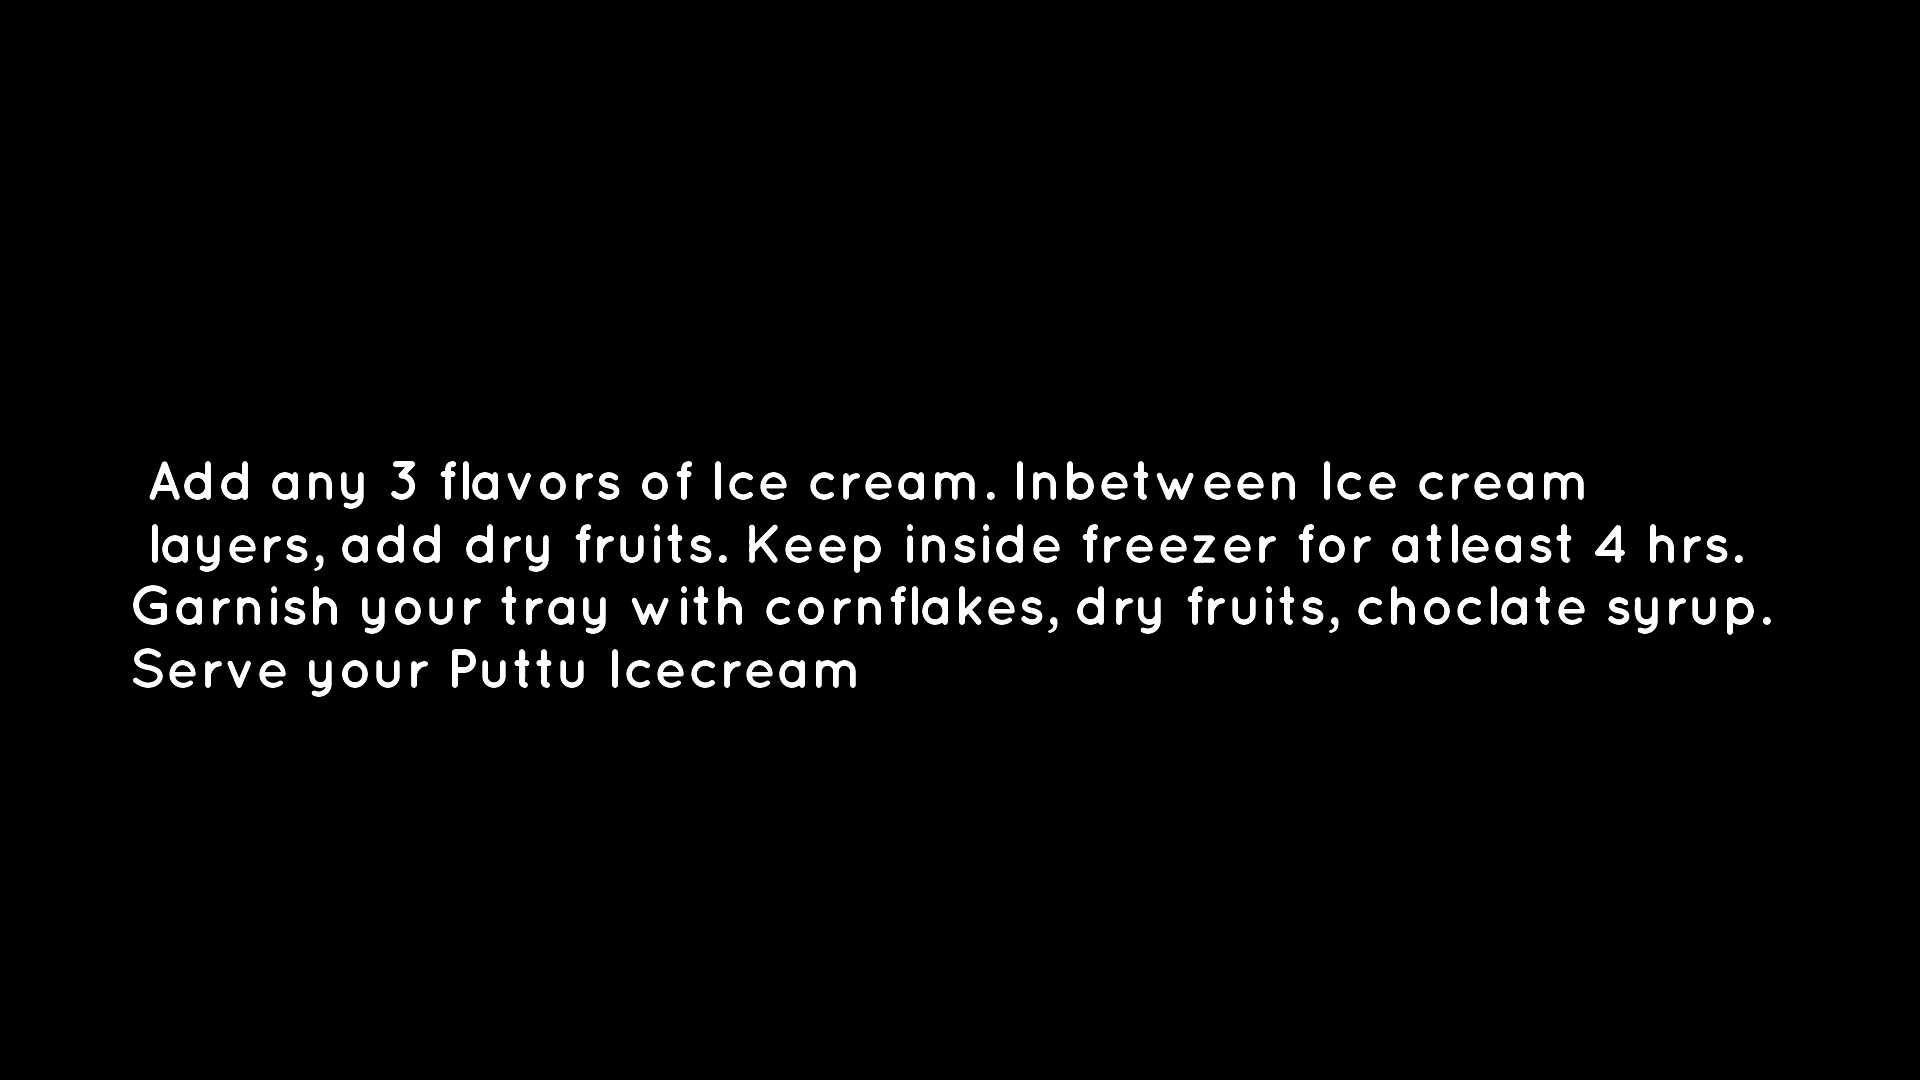 Add any 3 flavors of Ice cream. Inbetween Ice cream
layers, add dry fruits. Keep inside freezer for atleast 4 hrs.
Garnish your tray with cornflakes, dry fruits, choclate syrup.
Serve your Puttu Icecream